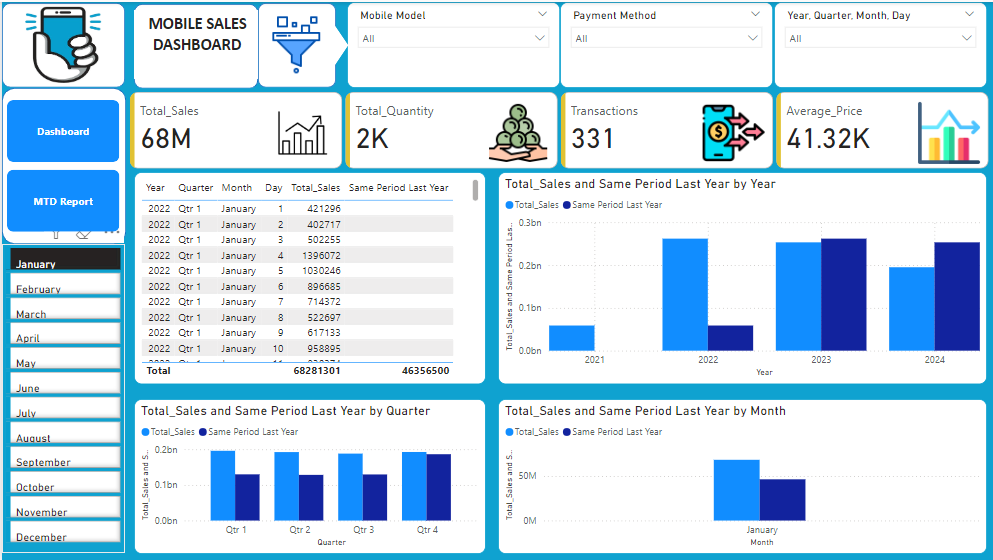 MOBILE SALES
DASHBOARD
Mobile Model
All
Payment Method
All
Year, Quarter, Month, Day
All
Dashboard
MTD Report
Total_Sales
68M
Total_Quantity
2K
Transactions
331
Average_Price
41.32K
January
February
March
April
May
June
July
August
September
October
November
December
Year Quarter Month Day Total_Sales Same Period Last Year
2022 Qtr 1 January 1 421296
2022 Qtr 1 January 2 402717
2022 Qtr 1 January 3 502255
2022 Qtr 1 January 4 1396072
2022 Qtr 1 January 5 1030246
2022 Qtr 1 January 6 896685
2022 Qtr 1 January 7 714372
2022 Qtr 1 January 8 522697
2022 Qtr 1 January 9 617133
2022 Qtr 1 January 10 958895
Total 68281301 46356500
Total_Sales and Same Period Last Year by Year
Total_Sales Same Period Last Year
Total_Sales and Same Period Las...
0.3bn
0.2bn
0.1bn
0.0bn
2021 2022 2023 2024
Year
Total_Sales and Same Period Last Year by Quarter
Total_Sales Same Period Last Year
Total_Sales and S...
0.2bn
0.1bn
0.0bn
Qtr 1 Qtr 2 Qtr 3 Qtr 4
Quarter
Total_Sales and Same Period Last Year by Month
Total_Sales Same Period Last Year
Total_Sales and S...
50M
0M
January
Month